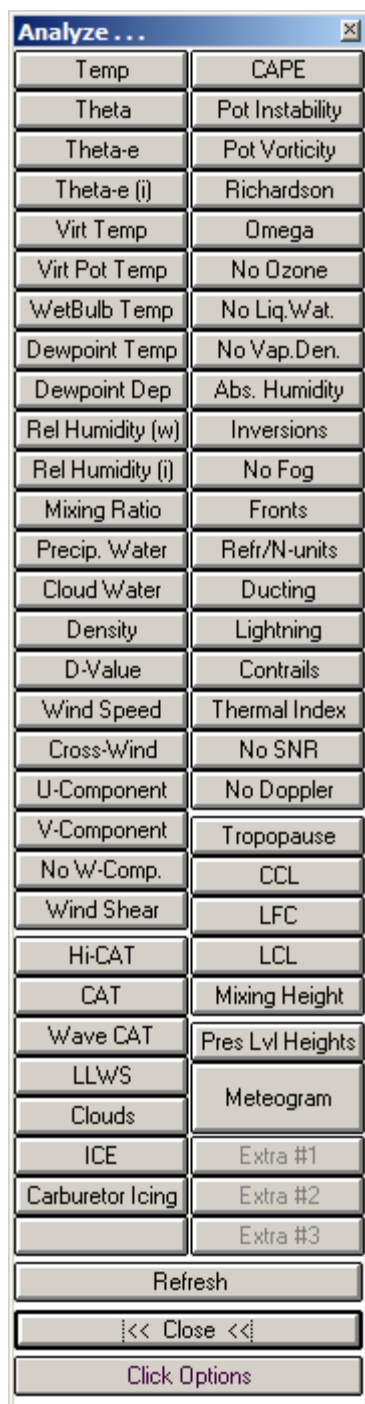 Analyze . . .
Temp
CAPE
Theta
Pot Instability
Theta-e
Pot Vorticity
Theta-e (i)
Richardson
Virt Temp
Omega
Virt Pot Temp
No Ozone
WetBulb Temp
No Liq.Wat.
Dewpoint Temp
No Vap.Den.
Dewpoint Dep
Abs. Humidity
Rel Humidity (w)
Inversions
Rel Humidity (i)
No Fog
Mixing Ratio
Fronts
Precip. Water
Refr/N-units
Cloud Water
Ducting
Density
Lightning
D-Value
Contrails
Wind Speed
Thermal Index
Cross-Wind
No SNR
U-Component
No Doppler
V-Component
Tropopause
No W-Comp.
CCL
Wind Shear
LFC
Hi-CAT
LCL
CAT
Mixing Height
Wave CAT
Pres Lvl Heights
LLWS
Meteogram
Clouds
ICE
Extra #1
Carburetor Icing
Extra #2
Extra #3
Refresh
<< Close <<
Click Options